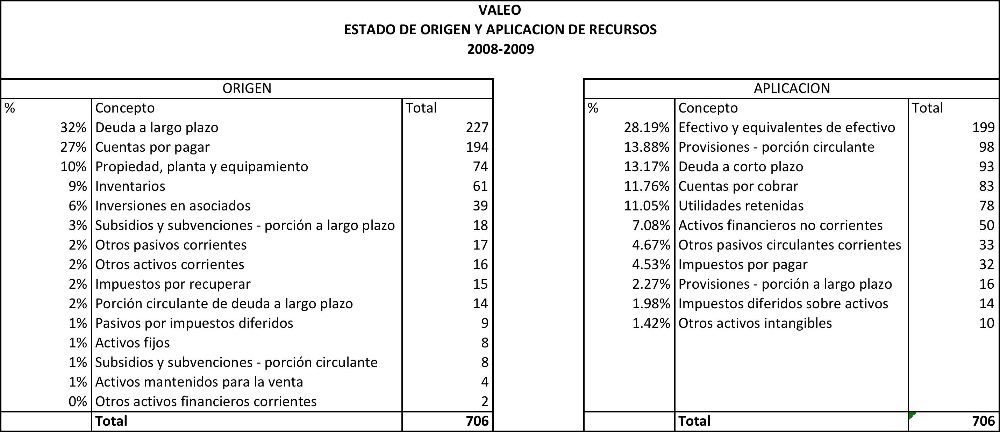 VALEO
ESTADO DE ORIGEN Y APLICACION DE RECURSOS
2008-2009
ORIGEN
% Concepto Total
32% Deuda a largo plazo 227
27% Cuentas por pagar 194
10% Propiedad, planta y equipamiento 74
9% Inventarios 61
6% Inversiones en asociados 39
3% Subsidios y subvenciones - porción a largo plazo 18
2% Otros pasivos corrientes 17
2% Otros activos corrientes 16
2% Impuestos por recuperar 15
2% Porción circulante de deuda a largo plazo 14
1% Pasivos por impuestos diferidos 9
1% Activos fijos 8
1% Subsidios y subvenciones - porción circulante 8
1% Activos mantenidos para la venta 4
0% Otros activos financieros corrientes 2
Total 706
APLICACION
% Concepto Total
28.19% Efectivo y equivalentes de efectivo 199
13.88% Provisiones - porción circulante 98
13.17% Deuda a corto plazo 93
11.76% Cuentas por cobrar 83
11.05% Utilidades retenidas 78
7.08% Activos financieros no corrientes 50
4.67% Otros pasivos circulantes corrientes 33
4.53% Impuestos por pagar 32
2.27% Provisiones - porción a largo plazo 16
1.98% Impuestos diferidos sobre activos 14
1.42% Otros activos intangibles 10
Total 706